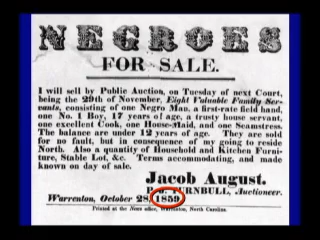 NEGROES
FOR SALE.
I will sell by Public Auction, on Tuesday of next Court,
being the 29th of November, Eight Valuable Family Ser-
vants, consisting of one Negro Man, a first-rate field hand,
one No. 1 Boy, 17 years of age, a trusty house servant,
one excellent Cook, one House-Maid, and one Seamstress.
The balance are under 12 years of age. They are sold
for no fault, but in consequence of my going to reside
North. Also a quantity of Household and Kitchen Furni-
ture, Stable Lot, &c. Terms accommodating, and made
known on day of sale.
Jacob August.
P. J. TURNBULL, Auctioneer.
Warrenton, October 28, 1859
Printed at the News office, Warrenton, North Carolina.